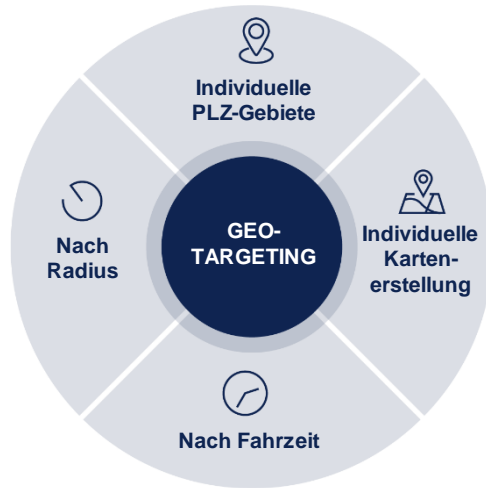 Individuelle
PLZ-Gebiete
Nach
Radius
GEO-
TARGETING
Individuelle
Karten-
erstellung
Nach Fahrzeit